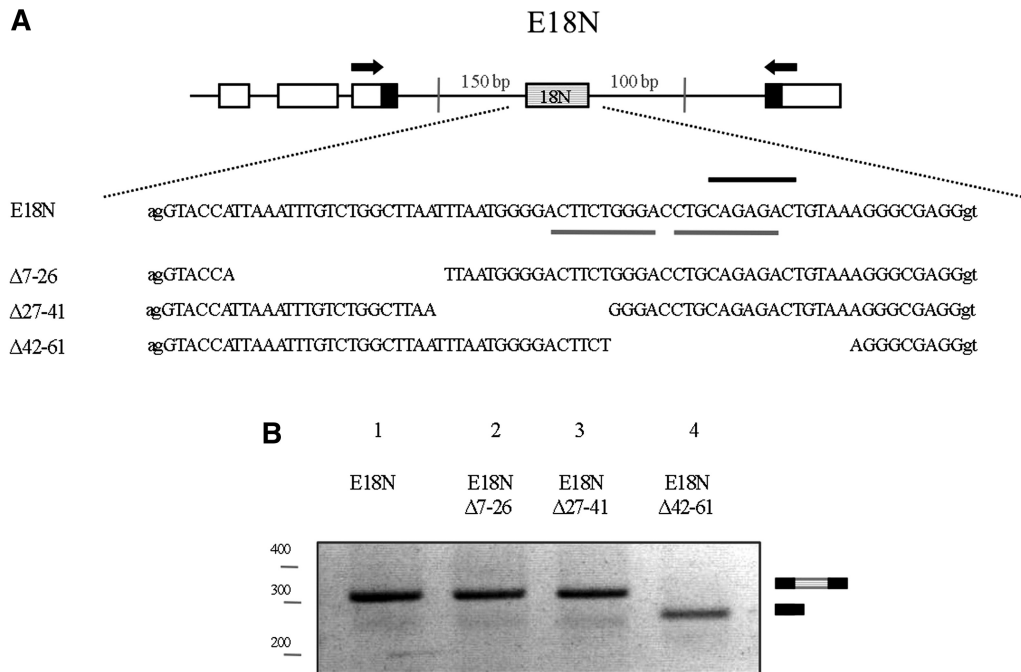 A
E18N
150 bp
18N
100 bp
E18N agGTACCATTAAATTTGTCTGGCTTAATTTAATGGGGACTTCTGGGACCTGCAGAGACTGTAAAGGGCGAGGgt
Δ7-26 agGTACCA TTAATGGGGACTTCTGGGACCTGCAGAGACTGTAAAGGGCGAGGgt
Δ27-41 agGTACCATTAAATTTGTCTGGCTTAA GGGACCTGCAGAGACTGTAAAGGGCGAGGgt
Δ42-61 agGTACCATTAAATTTGTCTGGCTTAATTTAATGGGGACTTCT AGGGCGAGGgt
B
1 2 3 4
E18N E18N E18N E18N
Δ7-26 Δ27-41 Δ42-61
400
300
200